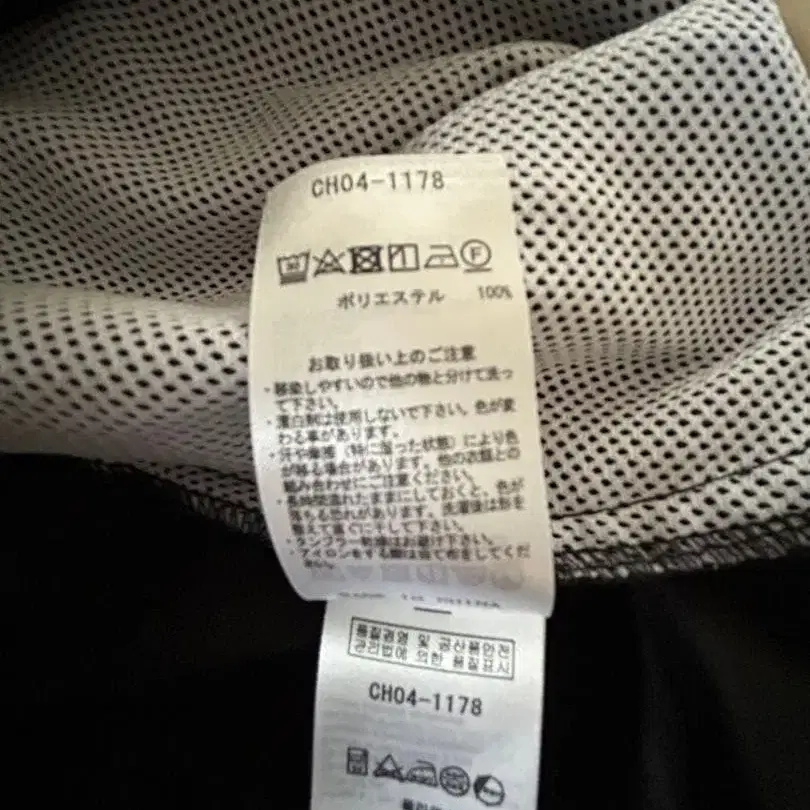 CH04-1178
F
ポリエステル 100%
お取り扱い上のご注意
・移染しやすいので他の物と分けて洗っ
て下さい。
・漂白剤は使用しないで下さい。色が変
わる事があります。
・汗や摩擦（特に湿った状態）により色
が移る場合があります。他の衣類との
組み合わせにご注意ください。
・長時間濡れたままにしておくと、色が
落ちる恐れがあります。洗濯後は形を
整えて直ぐに干して下さい。
・タンブラー乾燥はお避け下さい。
・アイロンをする際は当て布をしてくだ
さい。
품질경영 및 공산품안전
관리법에 의한 품질표시
CH04-1178